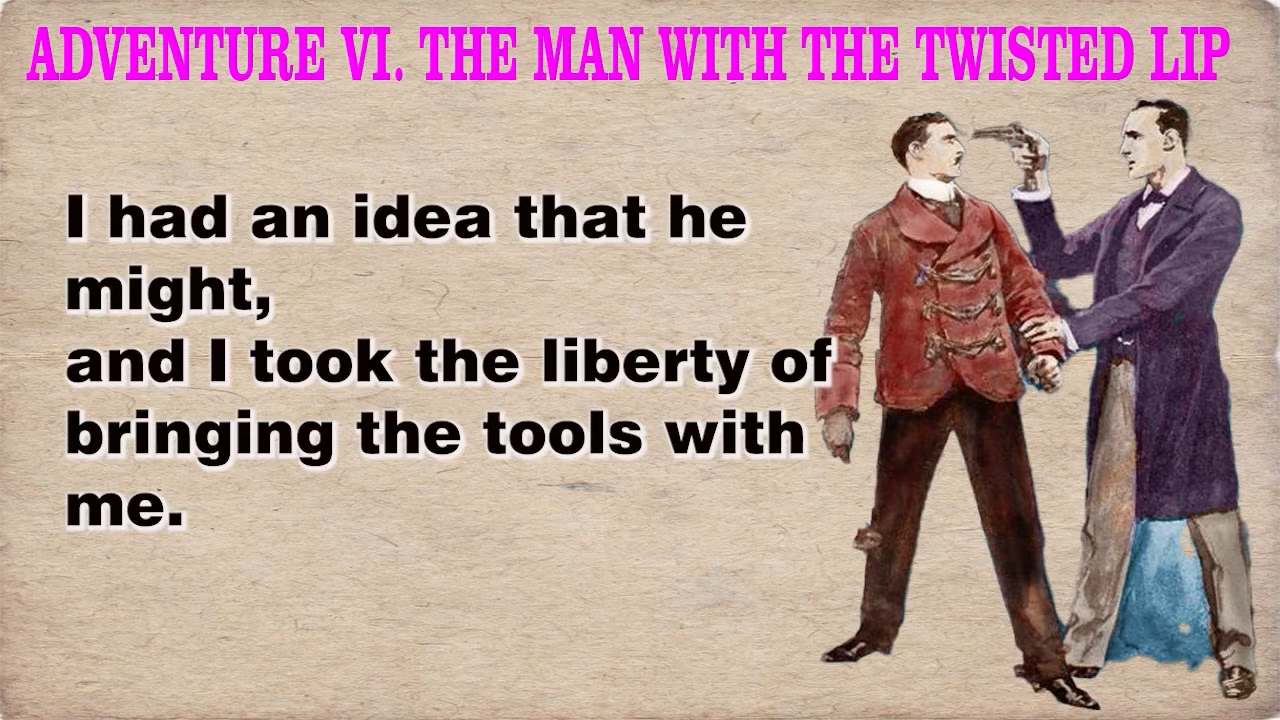 ADVENTURE VI. THE MAN WITH THE TWISTED LIP
I had an idea that he
might,
and I took the liberty of
bringing the tools with
me.